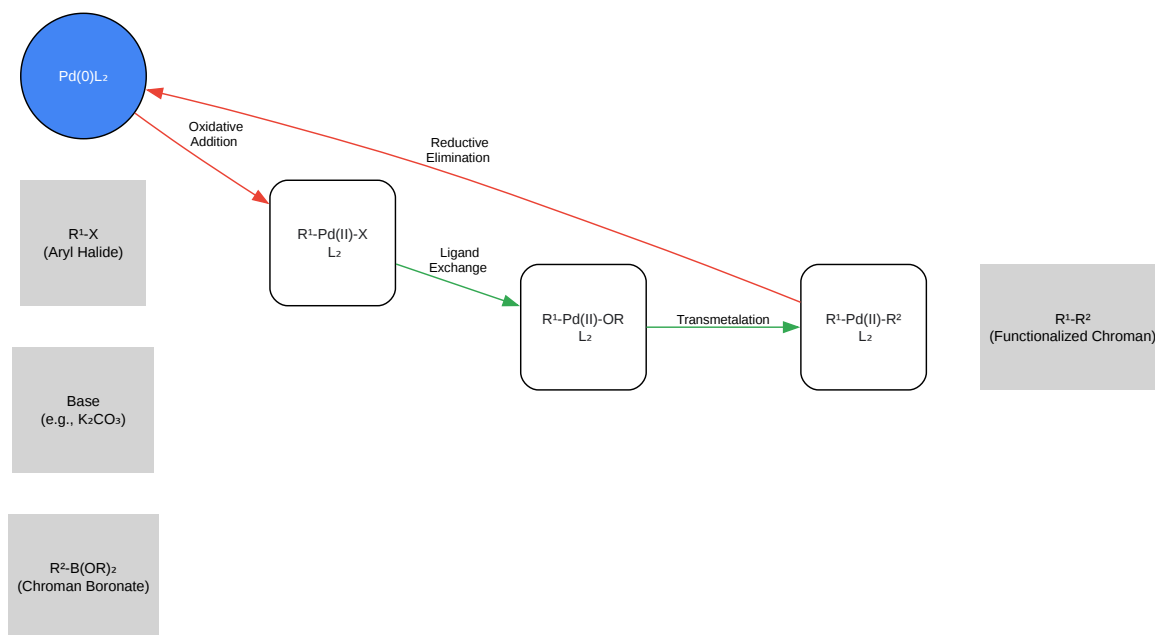 Pd(0)L₂
Oxidative
Addition
Reductive
Elimination
R¹-X
(Aryl Halide)
R¹-Pd(II)-X
L₂
Ligand
Exchange
R¹-Pd(II)-OR
L₂
Transmetalation
R¹-Pd(II)-R²
L₂
R¹-R²
(Functionalized Chroman)
Base
(e.g., K₂CO₃)
R²-B(OR)₂
(Chroman Boronate)